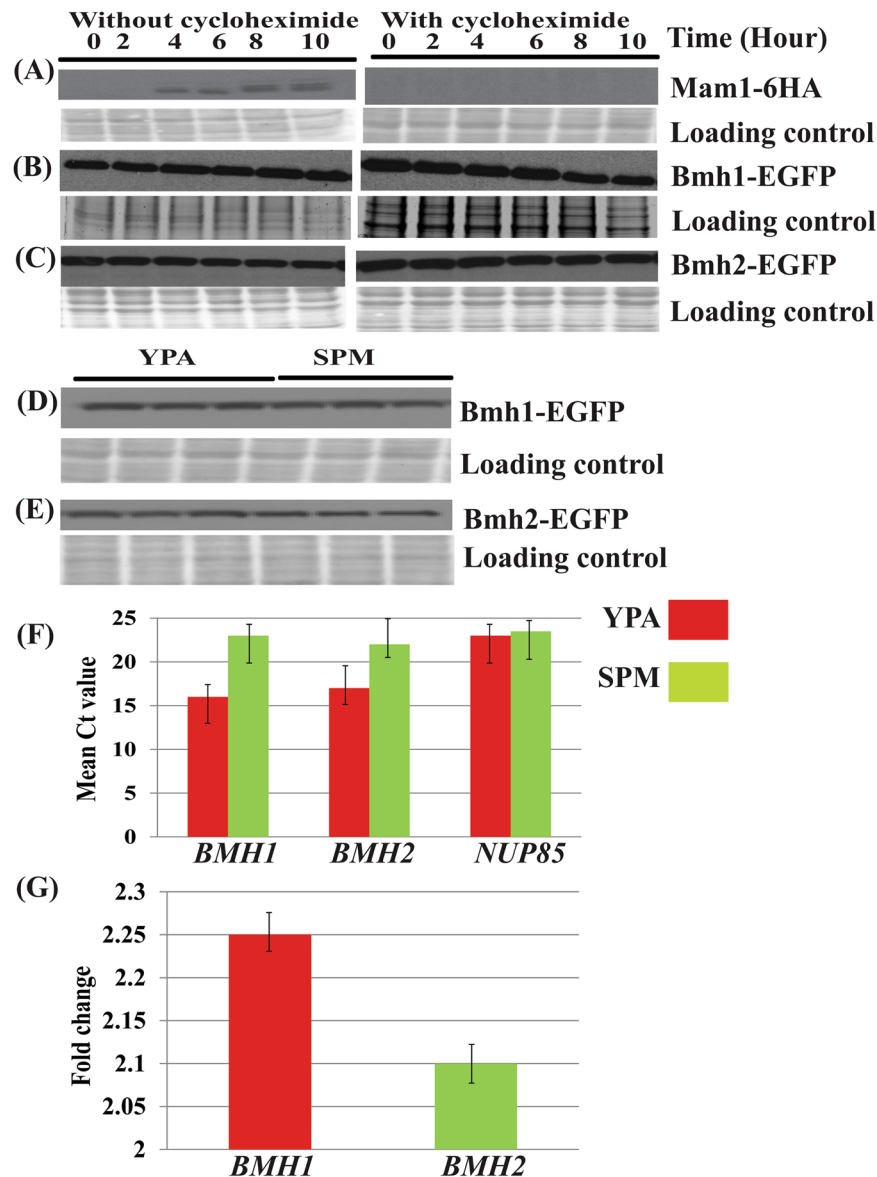 Without cycloheximide With cycloheximide
0 2 4 6 8 10 0 2 4 6 8 10 Time (Hour)
(A) Mam1-6HA
Loading control
(B) Bmh1-EGFP
Loading control
(C) Bmh2-EGFP
Loading control
YPA SPM
(D) Bmh1-EGFP
Loading control
(E) Bmh2-EGFP
Loading control
(F)
YPA
SPM
Mean Ct value
25
20
15
10
5
0
BMH1 BMH2 NUP85
(G)
Fold change
2.3
2.25
2.2
2.15
2.1
2.05
2
BMH1 BMH2